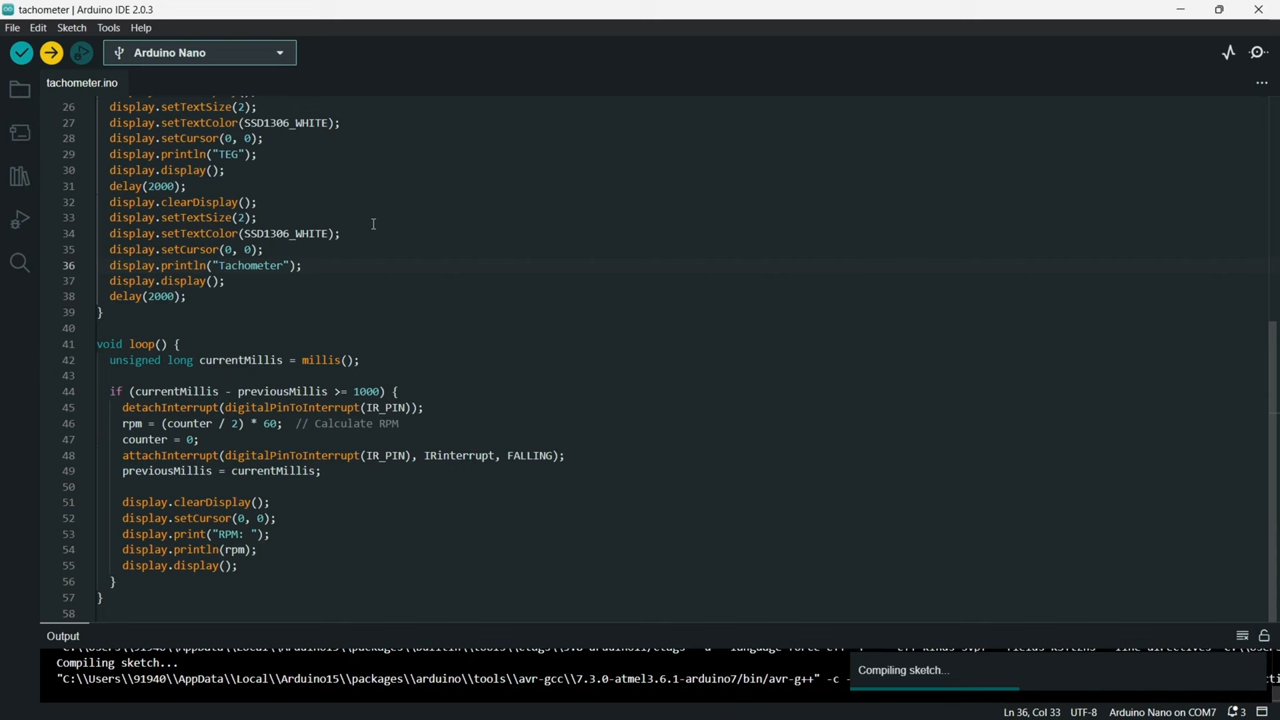 tachometer | Arduino IDE 2.0.3
File Edit Sketch Tools Help
Arduino Nano
tachometer.ino
26 display.setTextSize(2);
27 display.setTextColor(SSD1306_WHITE);
28 display.setCursor(0, 0);
29 display.println("TEG");
30 display.display();
31 delay(2000);
32 display.clearDisplay();
33 display.setTextSize(2);
34 display.setTextColor(SSD1306_WHITE);
35 display.setCursor(0, 0);
36 display.println("Tachometer");
37 display.display();
38 delay(2000);
39 }
40
41 void loop() {
42 unsigned long currentMillis = millis();
43
44 if (currentMillis - previousMillis >= 1000) {
45 detachInterrupt(digitalPinToInterrupt(IR_PIN));
46 rpm = (counter / 2) * 60; // Calculate RPM
47 counter = 0;
48 attachInterrupt(digitalPinToInterrupt(IR_PIN), IRinterrupt, FALLING);
49 previousMillis = currentMillis;
50
51 display.clearDisplay();
52 display.setCursor(0, 0);
53 display.print("RPM: ");
54 display.println(rpm);
55 display.display();
56 }
57 }
58
Output
Compiling sketch...
"C:\\Users\\91940\\AppData\\Local\\Arduino15\\packages\\arduino\\tools\\avr-gcc\\7.3.0-atmel3.6.1-arduino7/bin/avr-g++" -c
Compiling sketch...
Ln 36, Col 33 UTF-8 Arduino Nano on COM7 3